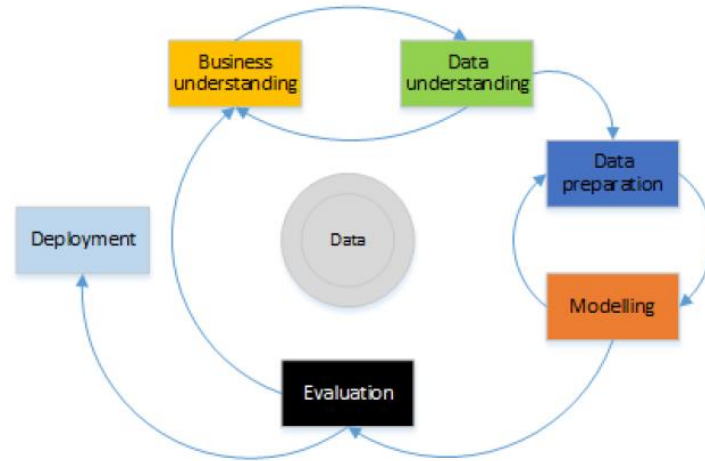 Business
understanding
Data
understanding
Data
preparation
Deployment
Data
Modelling
Evaluation